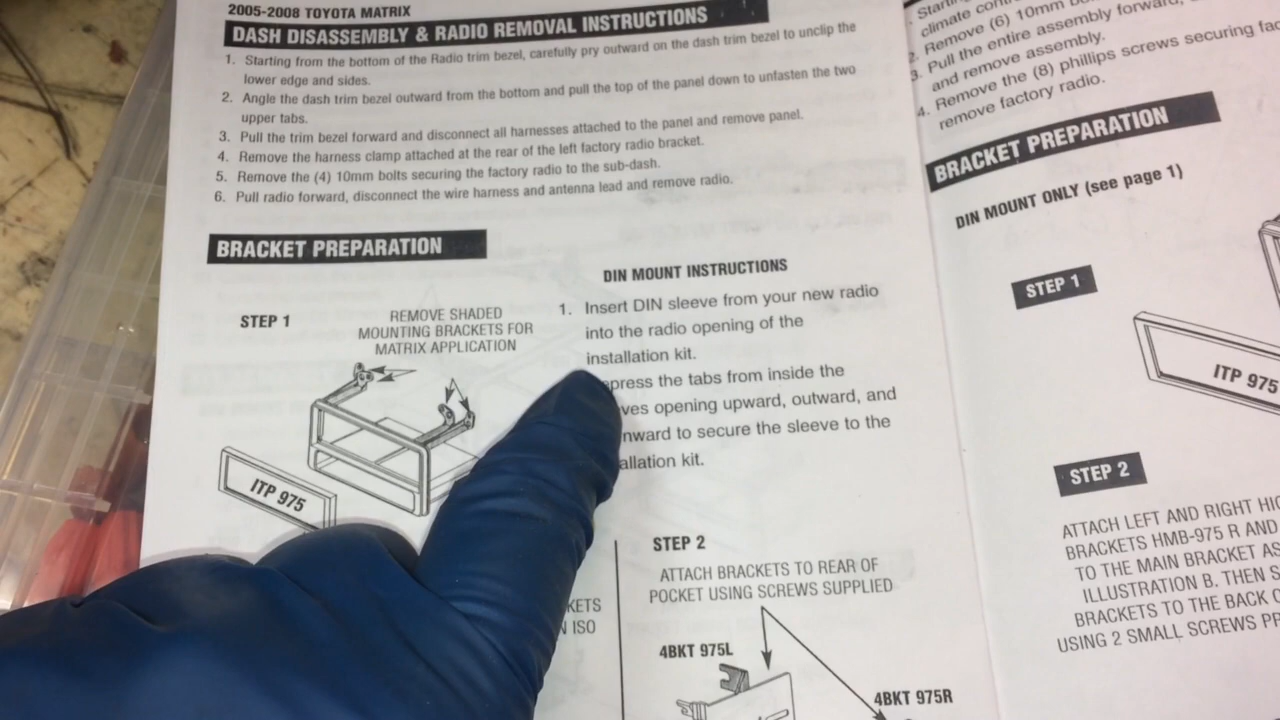 2005-2008 TOYOTA MATRIX
DASH DISASSEMBLY & RADIO REMOVAL INSTRUCTIONS
1. Starting from the bottom of the Radio trim bezel, carefully pry outward on the dash trim bezel to unclip the
lower edge and sides.
2. Angle the dash trim bezel outward from the bottom and pull the top of the panel down to unfasten the two
upper tabs.
3. Pull the trim bezel forward and disconnect all harnesses attached to the panel and remove panel.
4. Remove the harness clamp attached at the rear of the left factory radio bracket.
5. Remove the (4) 10mm bolts securing the factory radio to the sub-dash.
6. Pull radio forward, disconnect the wire harness and antenna lead and remove radio.
BRACKET PREPARATION
STEP 1
REMOVE SHADED
MOUNTING BRACKETS FOR
MATRIX APPLICATION
ITP 975
DIN MOUNT INSTRUCTIONS
1. Insert DIN sleeve from your new radio
into the radio opening of the
installation kit.
press the tabs from inside the
ves opening upward, outward, and
nward to secure the sleeve to the
allation kit.
KETS
N ISO
STEP 2
ATTACH BRACKETS TO REAR OF
POCKET USING SCREWS SUPPLIED
4BKT 975L
4BKT 975R
climate
2. Remove (6) 10mm
3. Pull the entire assembly forward,
and remove assembly.
4. Remove the (8) phillips screws securing
remove factory radio.
BRACKET PREPARATION
DIN MOUNT ONLY (see page 1)
STEP 1
ITP 975
STEP 2
ATTACH LEFT AND RIGHT
BRACKETS HMB-975 R AND
TO THE MAIN BRACKET
ILLUSTRATION B. THEN
BRACKETS TO THE BACK
USING 2 SMALL SCREWS